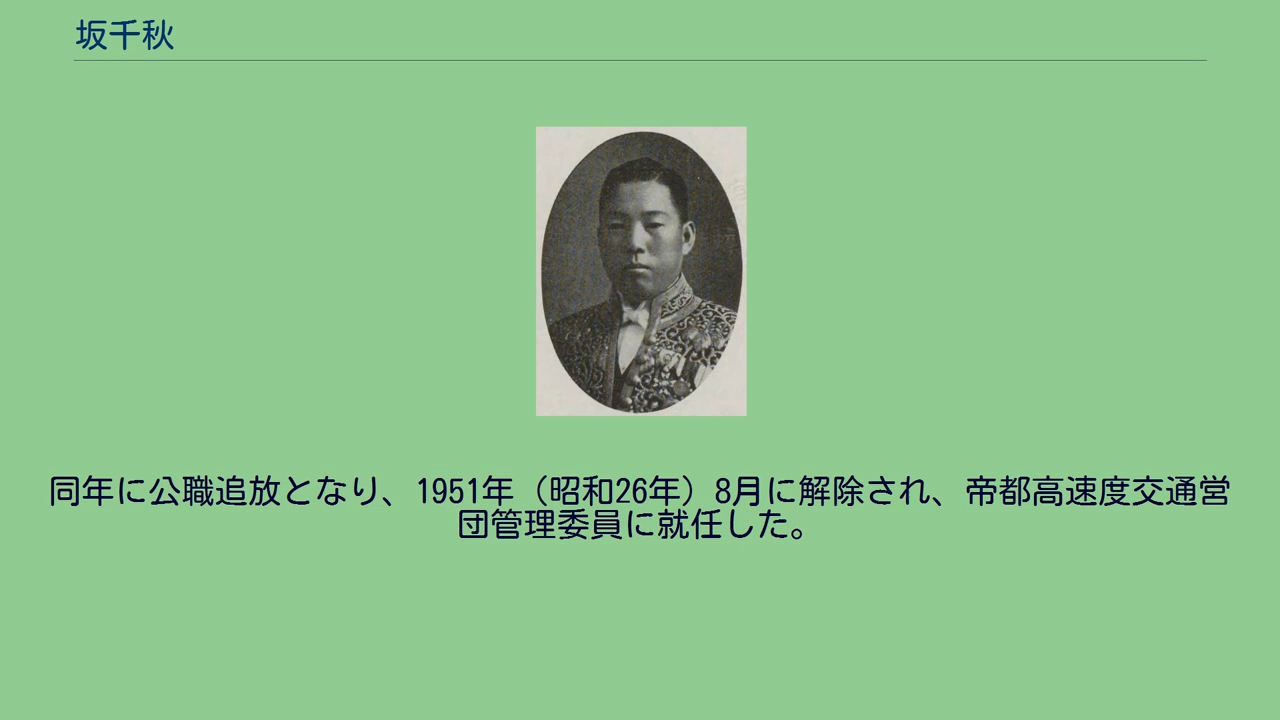 坂千秋
同年に公職追放となり、1951年（昭和26年）8月に解除され、帝都高速度交通営
団管理委員に就任した。